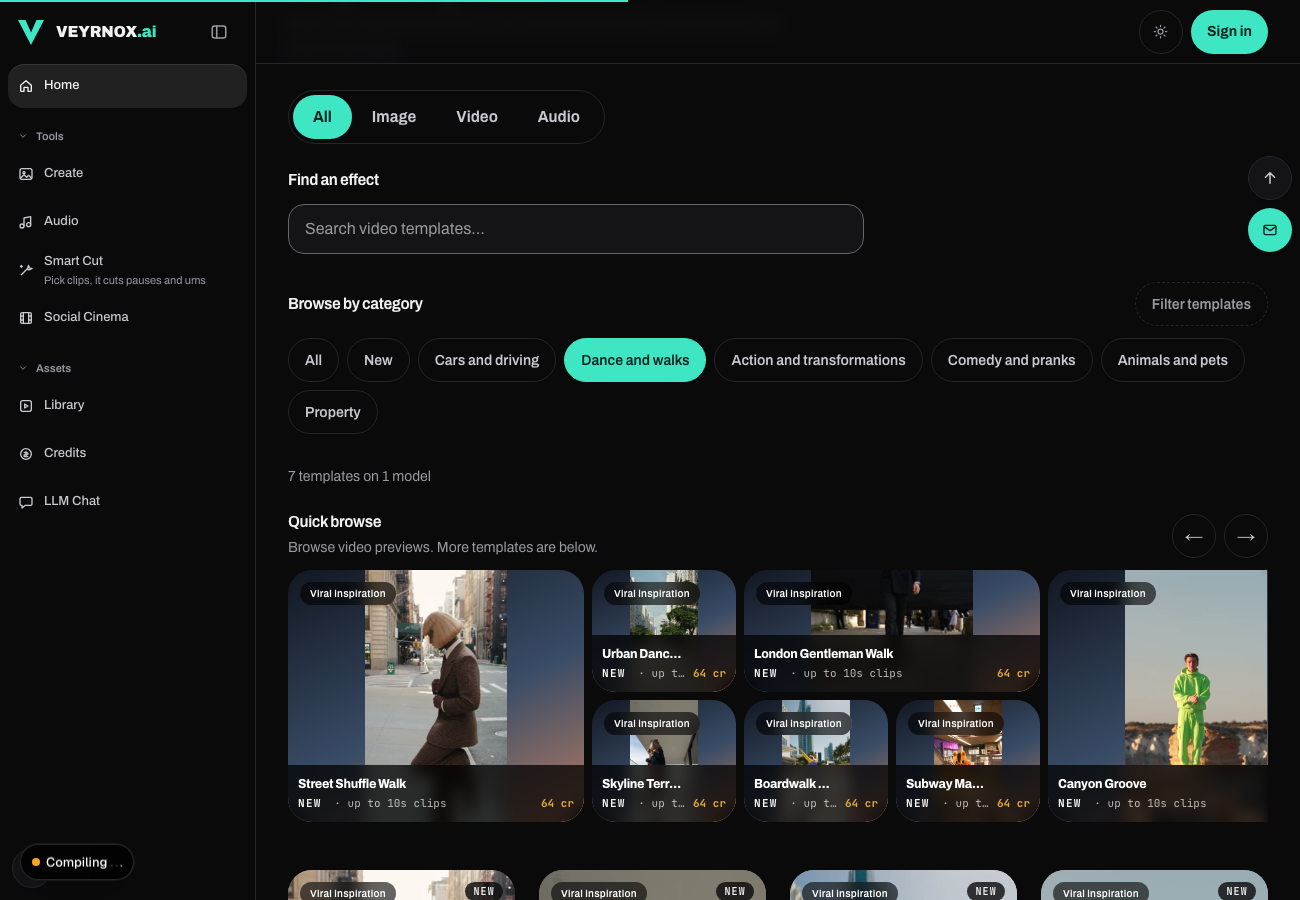 VEYRNOX.ai
Sign in
Home
Tools
Create
Audio
Smart Cut
Pick clips, it cuts pauses and ums
Social Cinema
Assets
Library
Credits
LLM Chat
Compiling ...
All Image Video Audio
Find an effect
Search video templates...
Browse by category
Filter templates
All New Cars and driving Dance and walks Action and transformations Comedy and pranks Animals and pets
Property
7 templates on 1 model
Quick browse
Browse video previews. More templates are below.
← →
Viral inspiration
Street Shuffle Walk
NEW · up to 10s clips 64 cr
Viral inspiration
Urban Danc...
NEW · up t... 64 cr
Viral inspiration
London Gentleman Walk
NEW · up to 10s clips 64 cr
Viral inspiration
Skyline Terr...
NEW · up t... 64 cr
Viral inspiration
Boardwalk ...
NEW · up t... 64 cr
Viral inspiration
Subway Ma...
NEW · up t... 64 cr
Viral inspiration
Canyon Groove
NEW · up to 10s clips
Viral inspiration NEW
Viral inspiration NEW
Viral inspiration NEW
Viral inspiration NEW